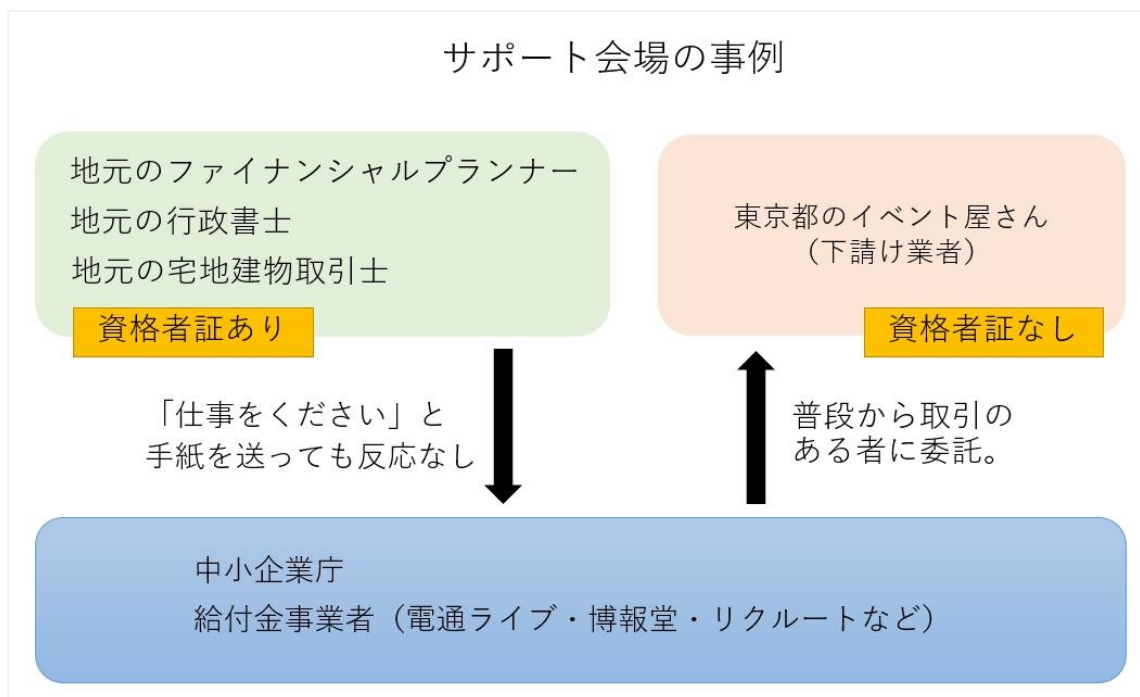 サポート会場の事例
地元のファイナンシャルプランナー
地元の行政書士
地元の宅地建物取引士
資格者証あり
東京都のイベント屋さん
（下請け業者）
資格者証なし
「仕事をください」と
手紙を送っても反応なし
普段から取引の
ある者に委託。
中小企業庁
給付金事業者（電通ライブ・博報堂・リクルートなど）